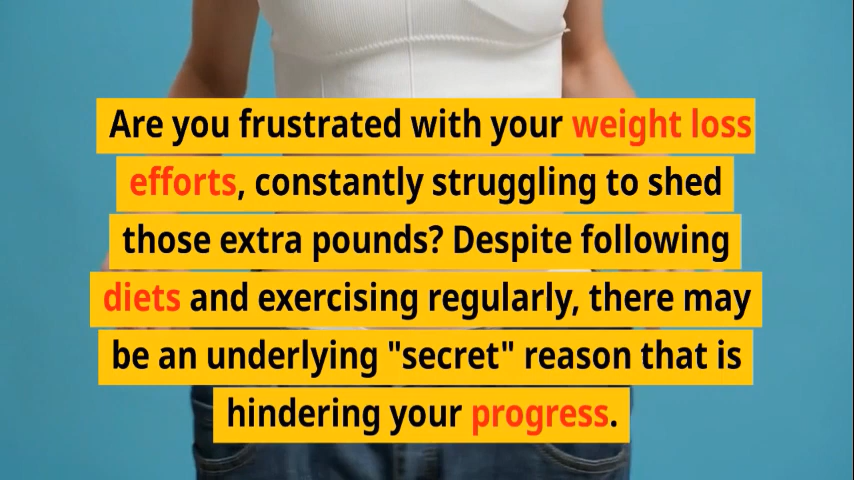 Are you frustrated with your weight loss
efforts, constantly struggling to shed
those extra pounds? Despite following
diets and exercising regularly, there may
be an underlying "secret" reason that is
hindering your progress.